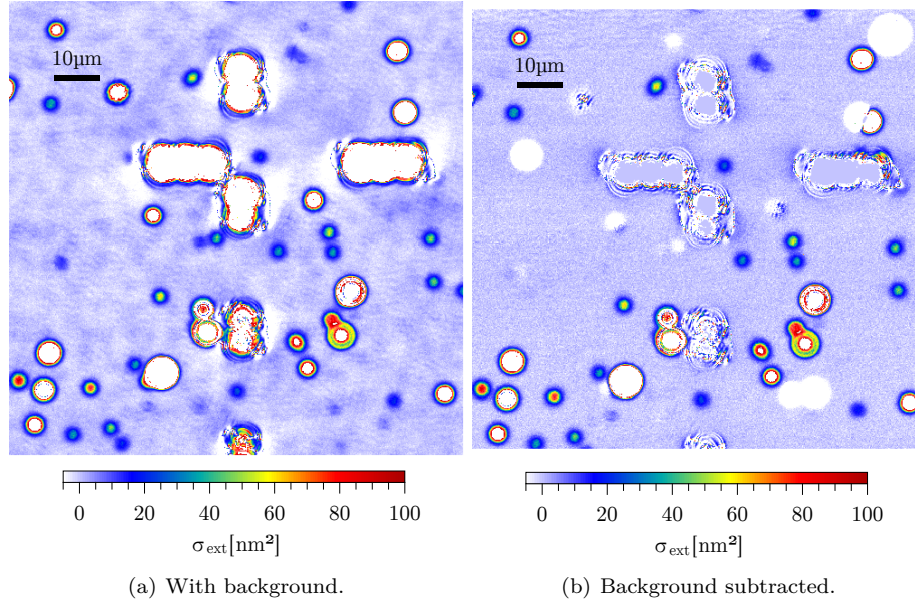 10µm
10µm
0 20 40 60 80 100
0 20 40 60 80 100
σext[nm²]
σext[nm²]
(a) With background.
(b) Background subtracted.